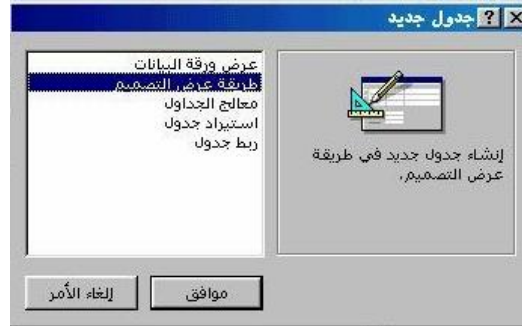 جدول جديد
إنشاء جدول جديد في طريقة
عرض التصميم.
عرض ورقة البيانات
طريقة عرض التصميم
معالج الجداول
استيراد جدول
ربط جدول
موافق
إلغاء الأمر